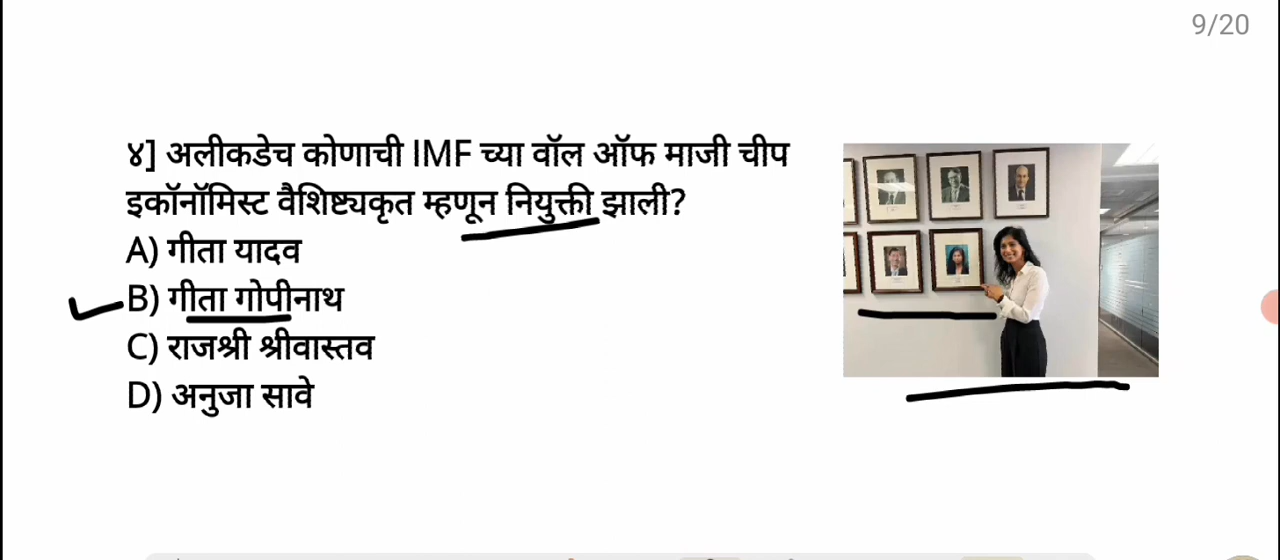 9/20
४] अलीकडेच कोणाची IMF च्या वॉल ऑफ माजी चीप
इकॉनॉमिस्ट वैशिष्ट्यकृत म्हणून नियुक्ती झाली?
A) गीता यादव
B) गीता गोपीनाथ
C) राजश्री श्रीवास्तव
D) अनुजा सावे